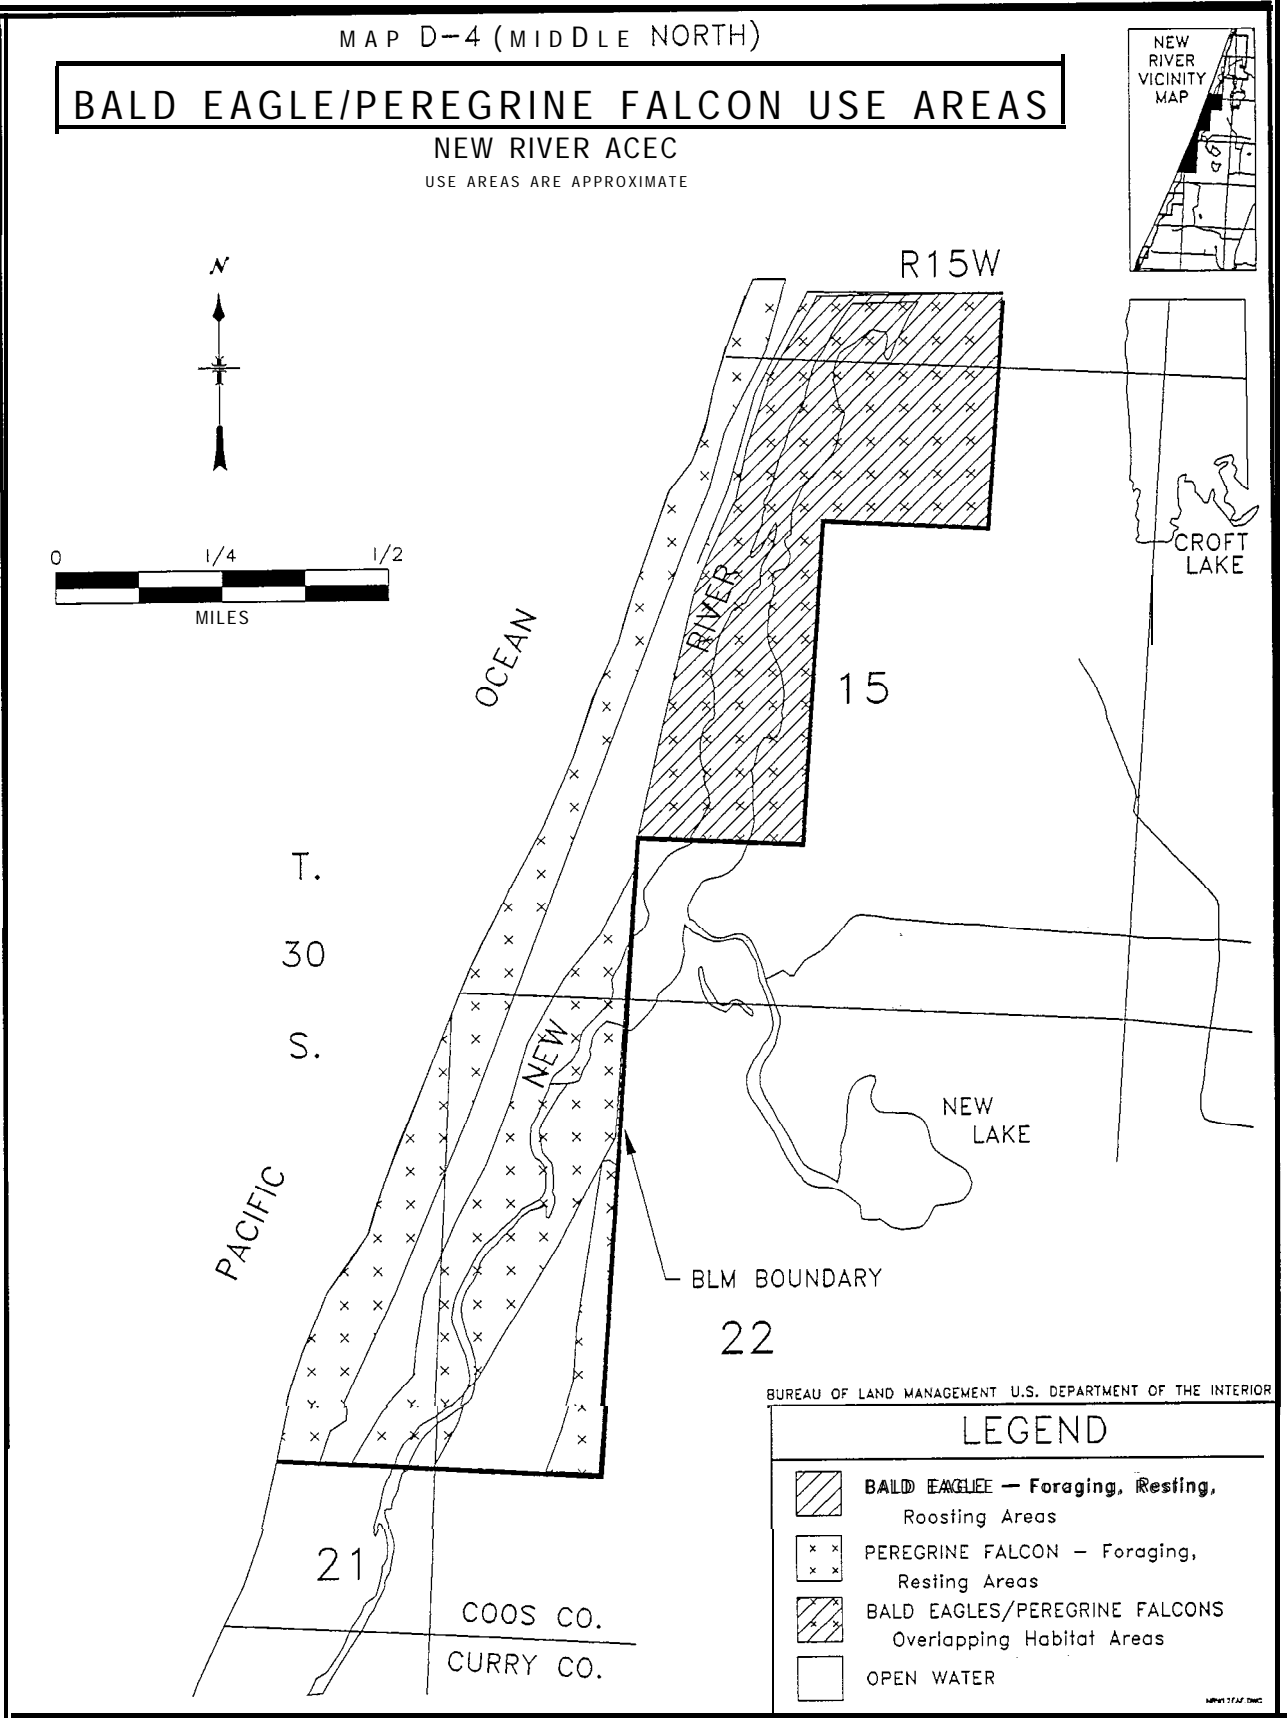 MAP D-4 (MIDDLE NORTH)
BALD EAGLE/PEREGRINE FALCON USE AREAS
NEW RIVER ACEC
USE AREAS ARE APPROXIMATE
NEW
RIVER
VICINITY
MAP
R15W
N
0 1/4 1/2
MILES
CROFT
LAKE
OCEAN
RIVER
15
T.
30
S.
NEW
NEW
LAKE
PACIFIC
BLM BOUNDARY
22
BUREAU OF LAND MANAGEMENT U.S. DEPARTMENT OF THE INTERIOR
LEGEND
BALD EAGLE — Foraging, Resting,
Roosting Areas
PEREGRINE FALCON — Foraging,
Resting Areas
BALD EAGLES/PEREGRINE FALCONS
Overlapping Habitat Areas
OPEN WATER
21
COOS CO.
CURRY CO.